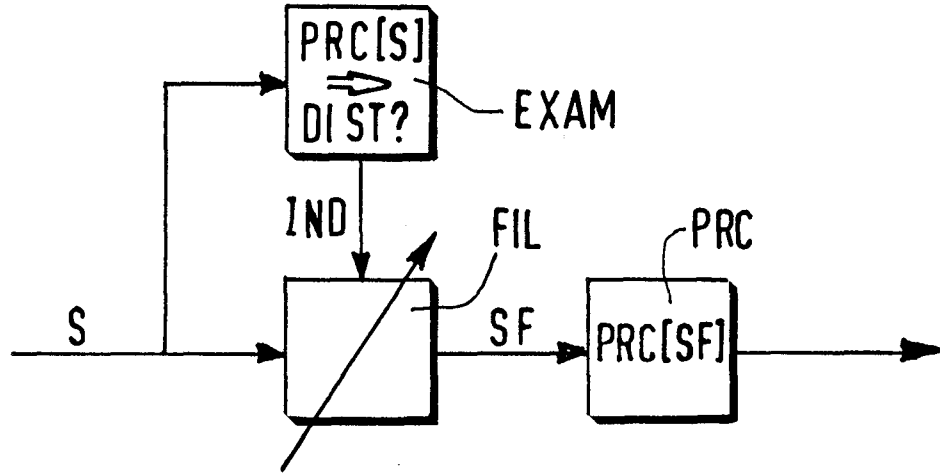 PRC[S]
⇒
DIST?
EXAM
IND
FIL
PRC
S
SF
PRC[SF]